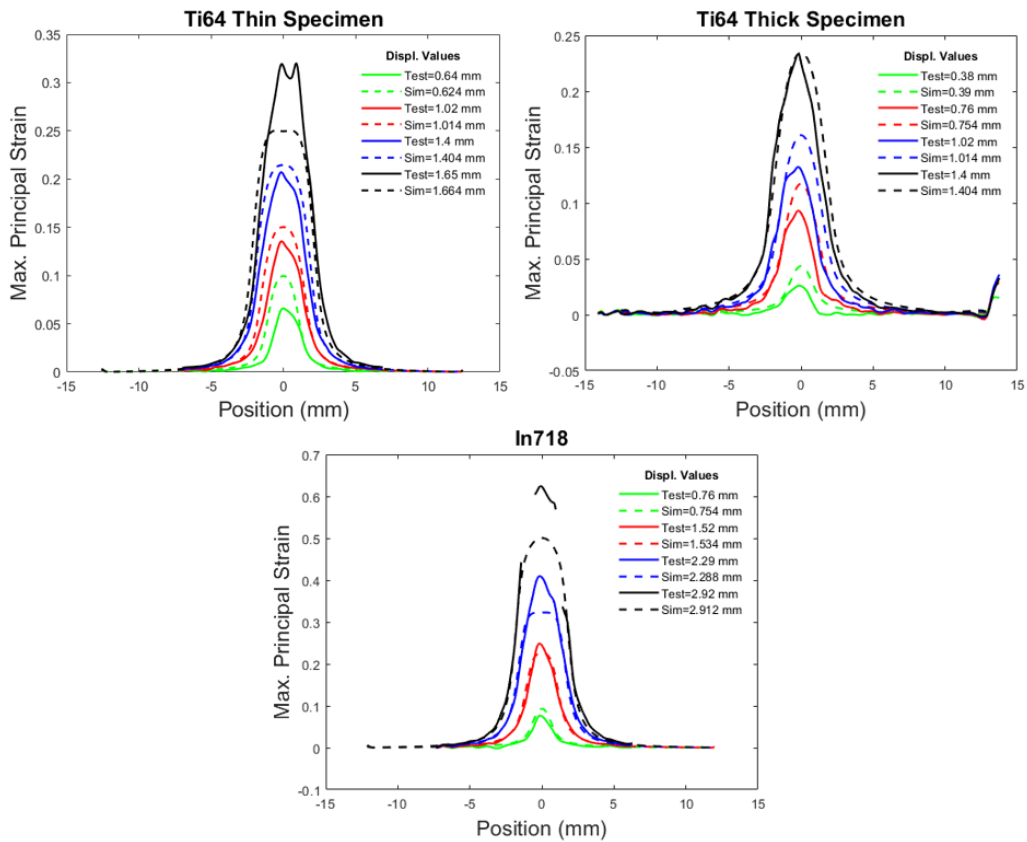 Ti64 Thin Specimen
Max. Principal Strain
0.35
0.3
0.25
0.2
0.15
0.1
0.05
0
-15
-10
-5
0
5
10
15
Position (mm)
Displ. Values
Test=0.64 mm
Sim=0.624 mm
Test=1.02 mm
Sim=1.014 mm
Test=1.4 mm
Sim=1.404 mm
Test=1.65 mm
Sim=1.664 mm
Ti64 Thick Specimen
Max. Principal Strain
0.25
0.2
0.15
0.1
0.05
0
-0.05
-15
-10
-5
0
5
10
15
Position (mm)
Displ. Values
Test=0.38 mm
Sim=0.39 mm
Test=0.76 mm
Sim=0.754 mm
Test=1.02 mm
Sim=1.014 mm
Test=1.4 mm
Sim=1.404 mm
In718
Max. Principal Strain
0.7
0.6
0.5
0.4
0.3
0.2
0.1
0
-0.1
-15
-10
-5
0
5
10
15
Position (mm)
Displ. Values
Test=0.76 mm
Sim=0.754 mm
Test=1.52 mm
Sim=1.534 mm
Test=2.29 mm
Sim=2.288 mm
Test=2.92 mm
Sim=2.912 mm